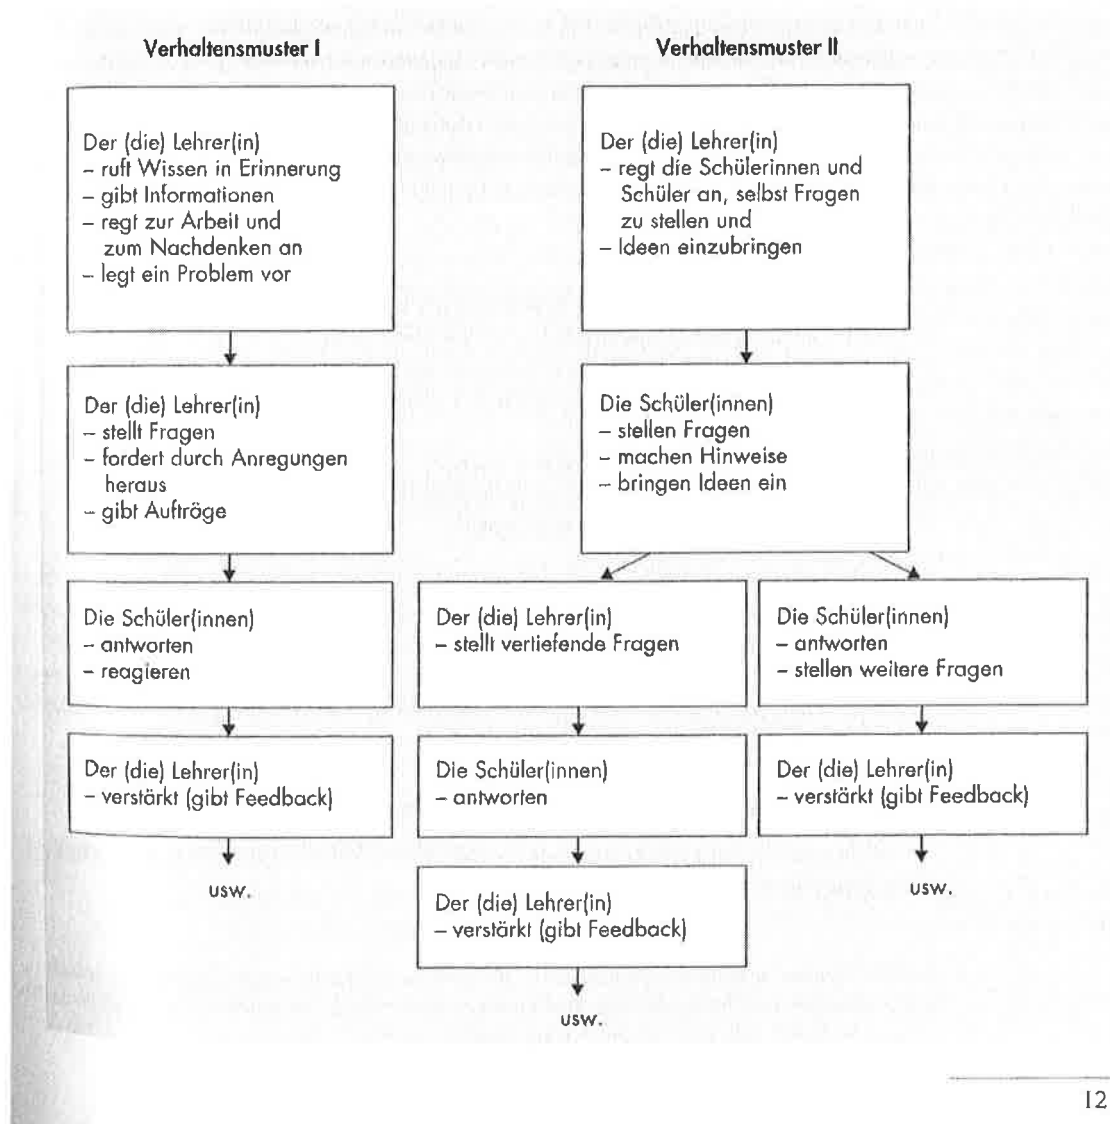 Verhaltensmuster I
Der (die) Lehrer(in)
– ruft Wissen in Erinnerung
– gibt Informationen
– regt zur Arbeit und
zum Nachdenken an
– legt ein Problem vor
Der (die) Lehrer(in)
– stellt Fragen
– fordert durch Anregungen
heraus
– gibt Aufträge
Die Schüler(innen)
– antworten
– reagieren
Der (die) Lehrer(in)
– verstärkt (gibt Feedback)
usw.
Verhaltensmuster II
Der (die) Lehrer(in)
– regt die Schülerinnen und
Schüler an, selbst Fragen
zu stellen und
– Ideen einzubringen
Die Schüler(innen)
– stellen Fragen
– machen Hinweise
– bringen Ideen ein
Der (die) Lehrer(in)
– stellt vertiefende Fragen
Die Schüler(innen)
– antworten
Der (die) Lehrer(in)
– verstärkt (gibt Feedback)
usw.
Die Schüler(innen)
– antworten
– stellen weitere Fragen
Der (die) Lehrer(in)
– verstärkt (gibt Feedback)
usw.
12